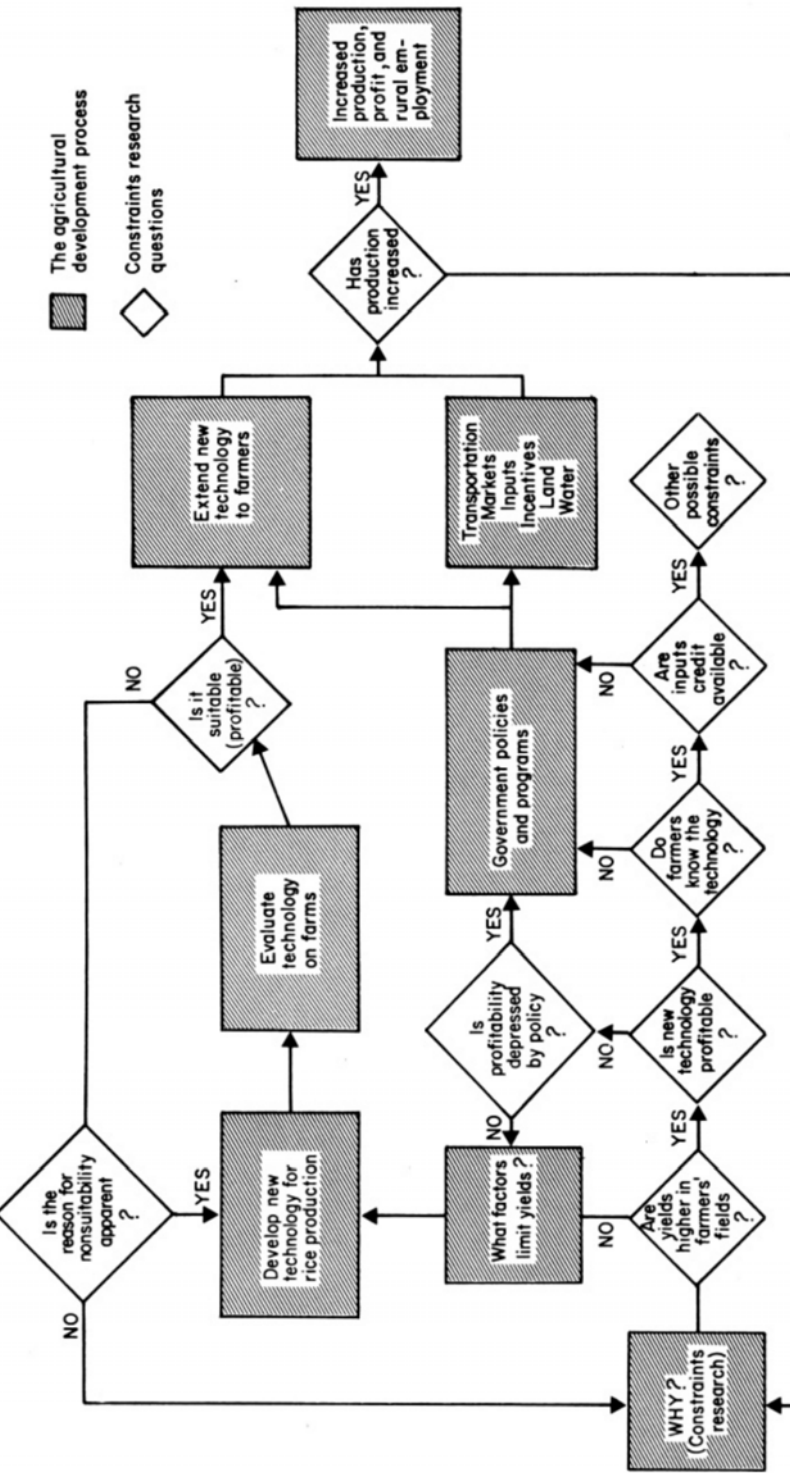 The agricultural
development process
Constraints research
questions
Is the
reason for
nonsuitability
apparent
?
NO
YES
NO
Develop new
technology for
rice production
Evaluate
technology
on farms
Is it
suitable
(profitable)
?
YES
Extend new
technology
to farmers
Has
production
increased
?
YES
Increased
production,
profit, and
rural em-
ployment
What factors
limit yields?
NO
Is
profitability
depressed
by policy
?
YES
Government policies
and programs
Transportation
Markets
Inputs
Incentives
Land
Water
NO
NO
NO
NO
WHY?
(Constraints
research)
Are
yields
higher in
farmers'
fields
?
YES
Is new
technology
profitable
?
YES
Do
farmers
know the
technology
?
YES
Are
inputs
credit
available
?
YES
Other
possible
constraints
?